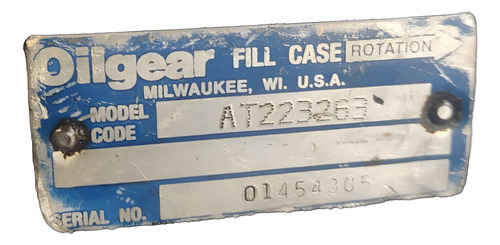 Oilgear FILL CASE ROTATION
MILWAUKEE, WI. U.S.A.
MODEL CODE AT223263
SERIAL NO. 01454305